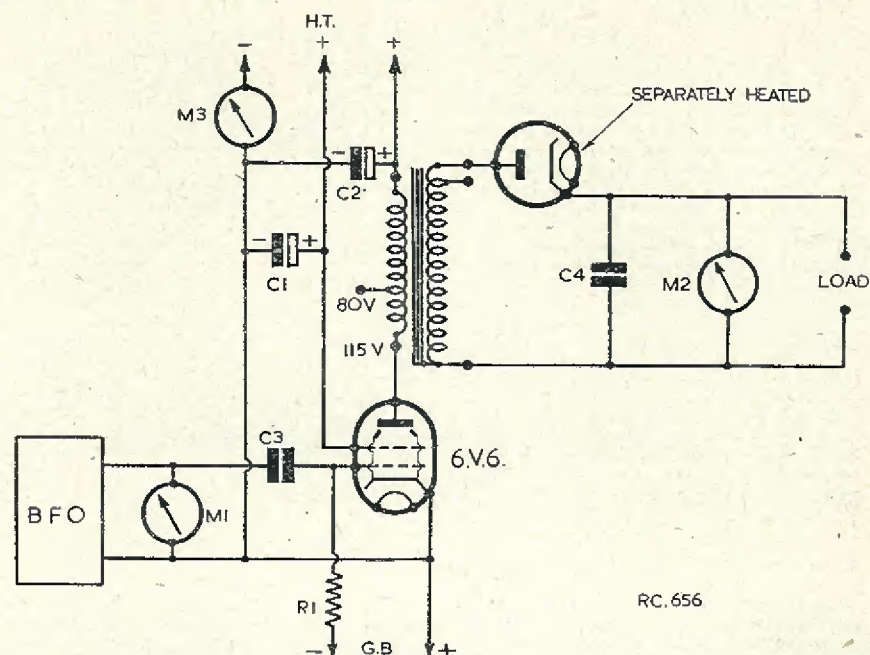 H.T.
- + +
M3
SEPARATELY HEATED
- +
C2
- +
C1
80V
115 V
C4
M2
LOAD
C3
6.V.6.
BFO
M1
R1
- G.B +
RC.656